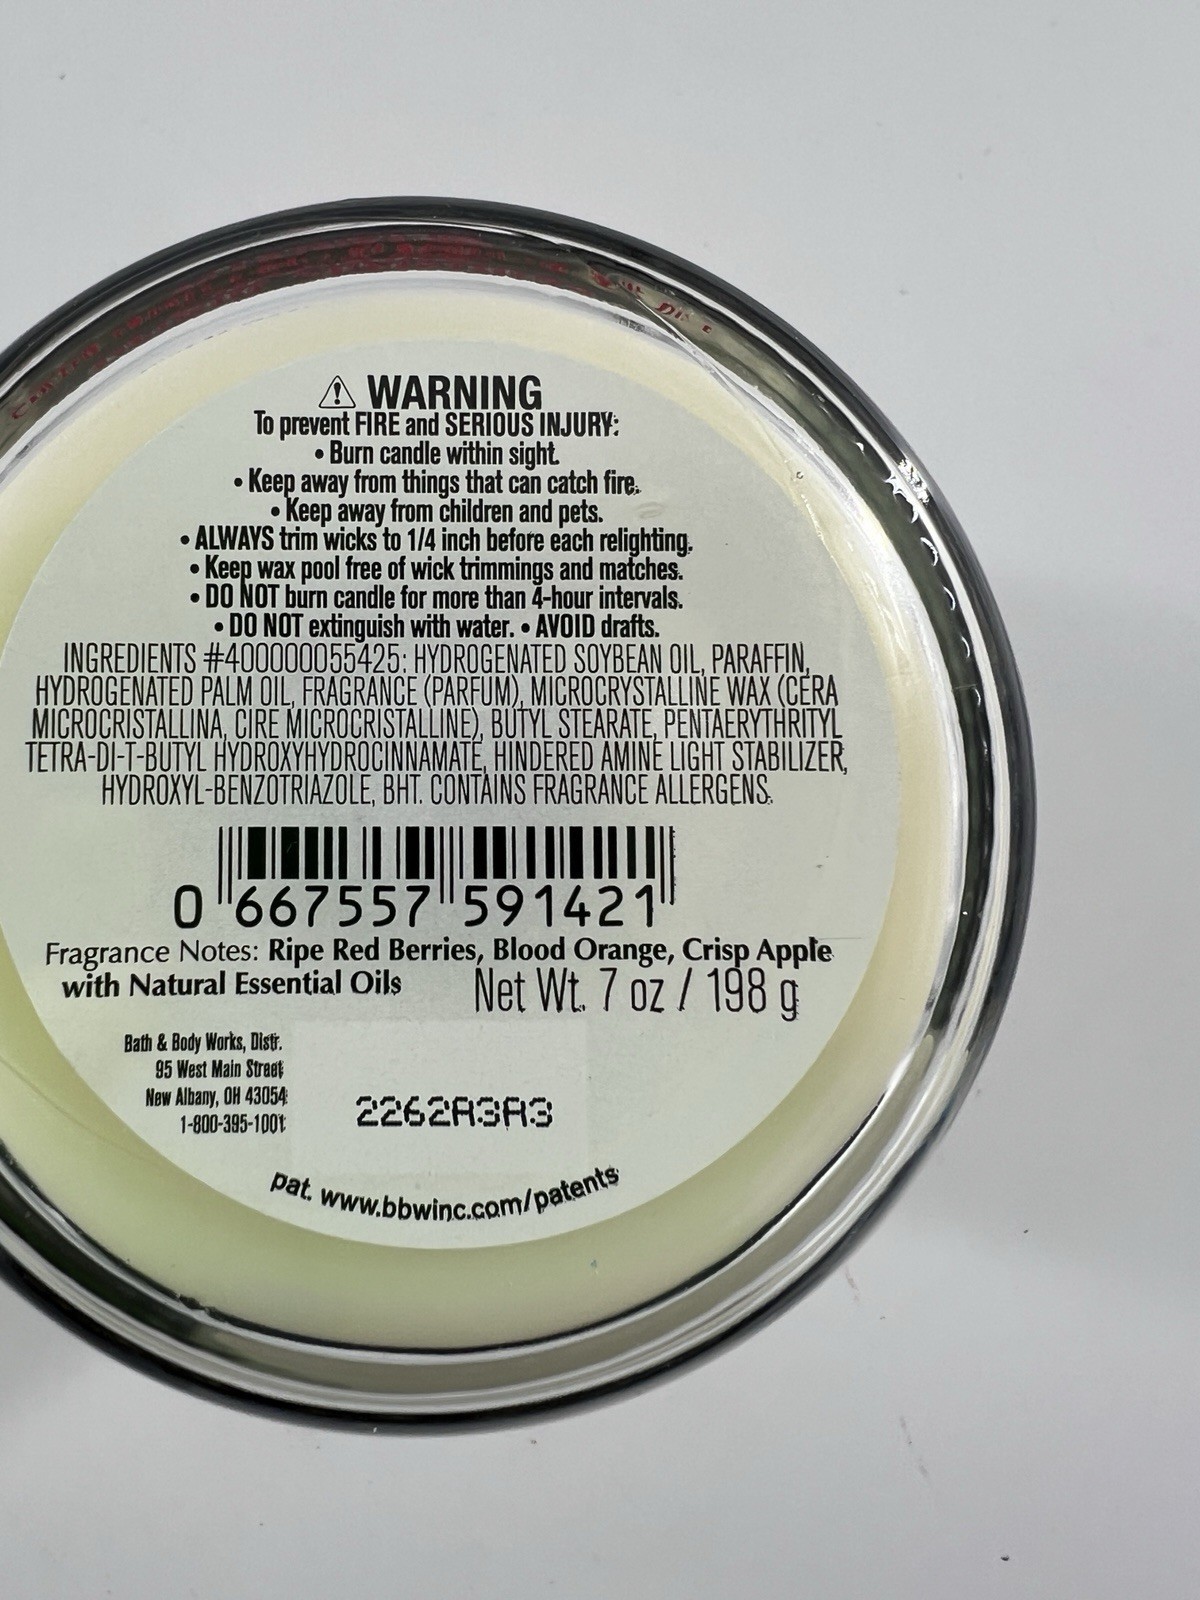 ⚠ WARNING
To prevent FIRE and SERIOUS INJURY:
• Burn candle within sight.
• Keep away from things that can catch fire.
• Keep away from children and pets.
• ALWAYS trim wicks to 1/4 inch before each relighting.
• Keep wax pool free of wick trimmings and matches.
• DO NOT burn candle for more than 4-hour intervals.
• DO NOT extinguish with water. • AVOID drafts.
INGREDIENTS #400000055425: HYDROGENATED SOYBEAN OIL, PARAFFIN,
HYDROGENATED PALM OIL, FRAGRANCE (PARFUM), MICROCRYSTALLINE WAX (CERA
MICROCRISTALLINA, CIRE MICROCRISTALLINE), BUTYL STEARATE, PENTAERYTHRITYL
TETRA-DI-T-BUTYL HYDROXYHYDROCINNAMATE, HINDERED AMINE LIGHT STABILIZER,
HYDROXYL-BENZOTRIAZOLE, BHT. CONTAINS FRAGRANCE ALLERGENS.
0 667557 591421
Fragrance Notes: Ripe Red Berries, Blood Orange, Crisp Apple
with Natural Essential Oils
Net Wt. 7 oz / 198 g
Bath & Body Works, Distr.
95 West Main Street
New Albany, OH 43054
1-800-395-1001
2262A3A3
pat. www.bbwinc.com/patents